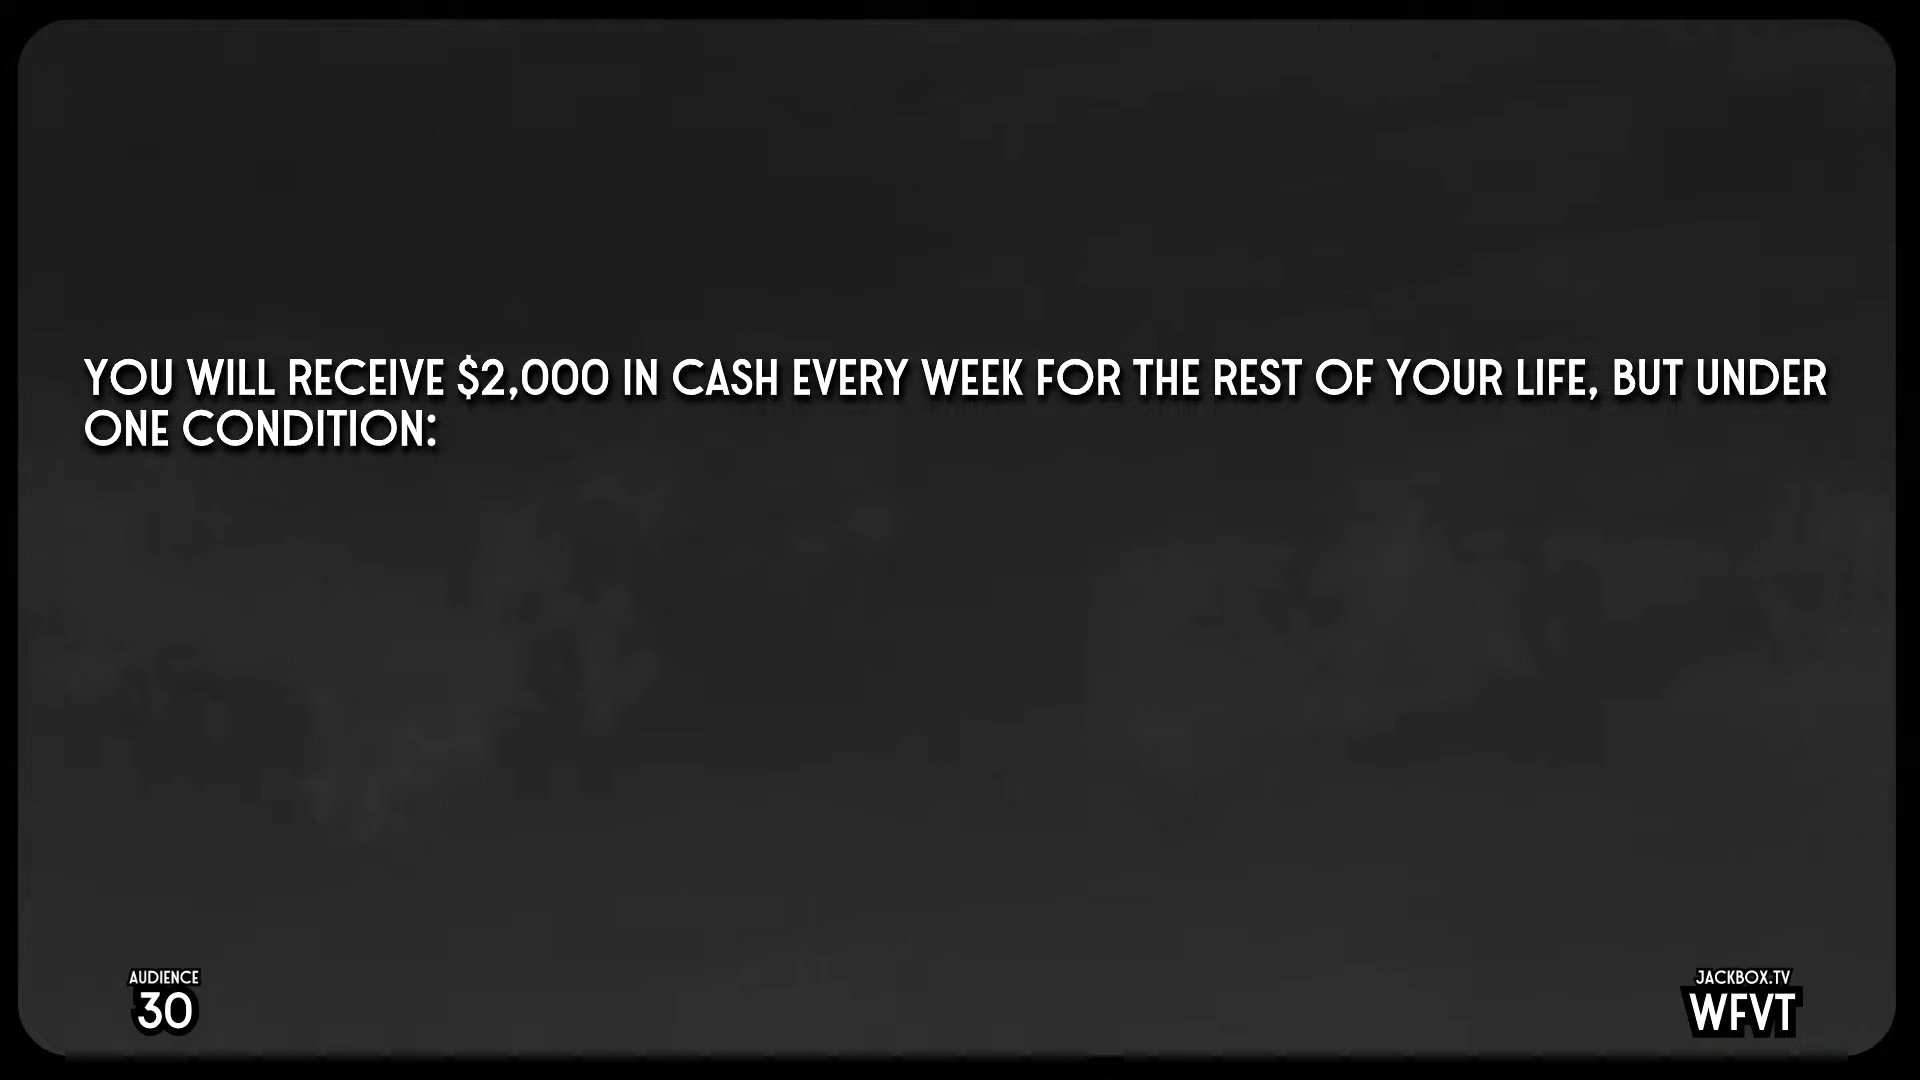 YOU WILL RECEIVE $2,000 IN CASH EVERY WEEK FOR THE REST OF YOUR LIFE, BUT UNDER
ONE CONDITION:
AUDIENCE
30
JACKBOX.TV
WFVT